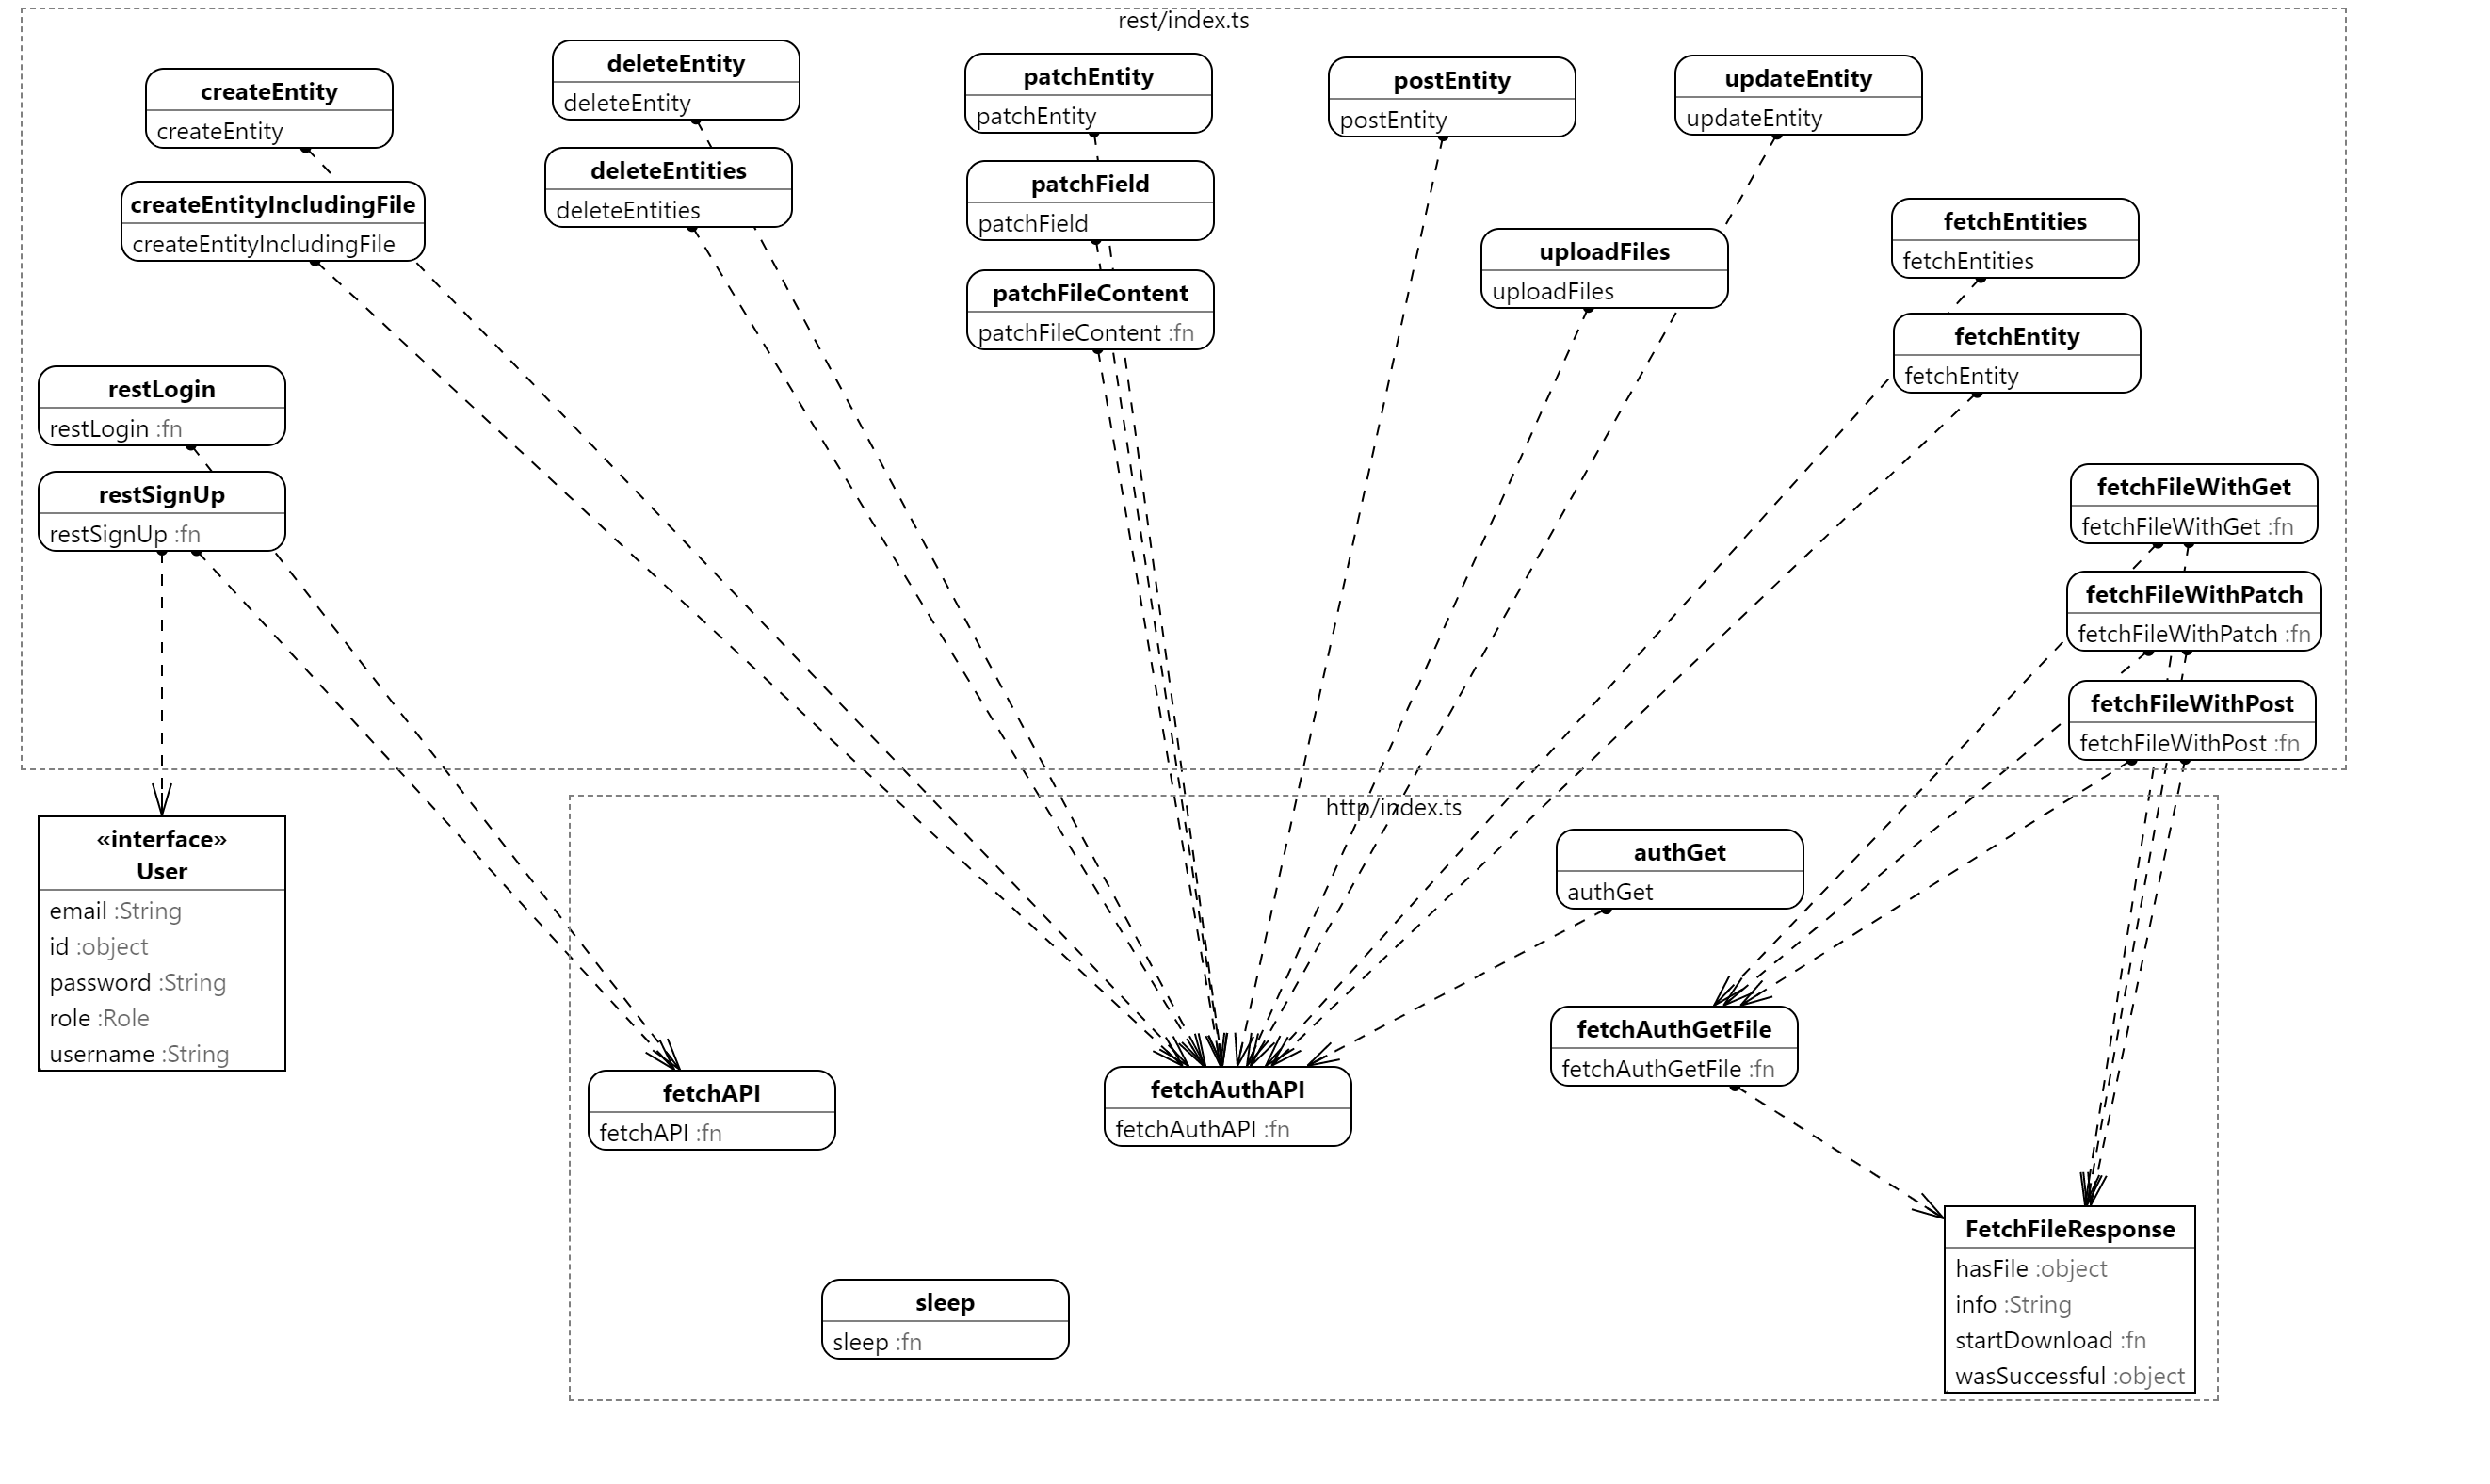 rest/index.ts
createEntity
createEntity
createEntityIncludingFile
createEntityIncludingFile
deleteEntity
deleteEntity
deleteEntities
deleteEntities
patchEntity
patchEntity
patchField
patchField
patchFileContent
patchFileContent :fn
postEntity
postEntity
updateEntity
updateEntity
uploadFiles
uploadFiles
fetchEntities
fetchEntities
fetchEntity
fetchEntity
restLogin
restLogin :fn
restSignUp
restSignUp :fn
fetchFileWithGet
fetchFileWithGet :fn
fetchFileWithPatch
fetchFileWithPatch :fn
fetchFileWithPost
fetchFileWithPost :fn
«interface»
User
email :String
id :object
password :String
role :Role
username :String
http/index.ts
authGet
authGet
fetchAPI
fetchAPI :fn
fetchAuthAPI
fetchAuthAPI :fn
fetchAuthGetFile
fetchAuthGetFile :fn
sleep
sleep :fn
FetchFileResponse
hasFile :object
info :String
startDownload :fn
wasSuccessful :object